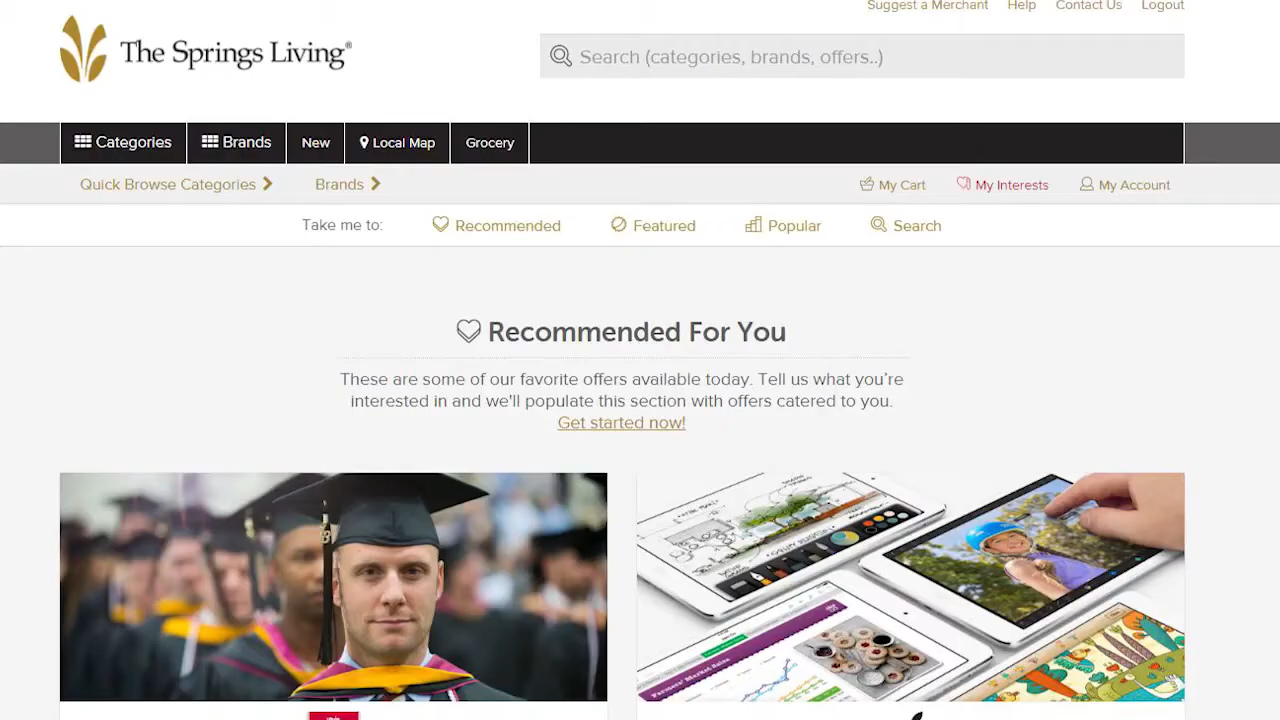 Suggest a Merchant Help Contact Us Logout
The Springs Living®
Search (categories, brands, offers..)
Categories Brands New Local Map Grocery
Quick Browse Categories Brands My Cart My Interests My Account
Take me to: Recommended Featured Popular Search
Recommended For You
These are some of our favorite offers available today. Tell us what you’re
interested in and we'll populate this section with offers catered to you.
Get started now!
Farmers' Market Sales